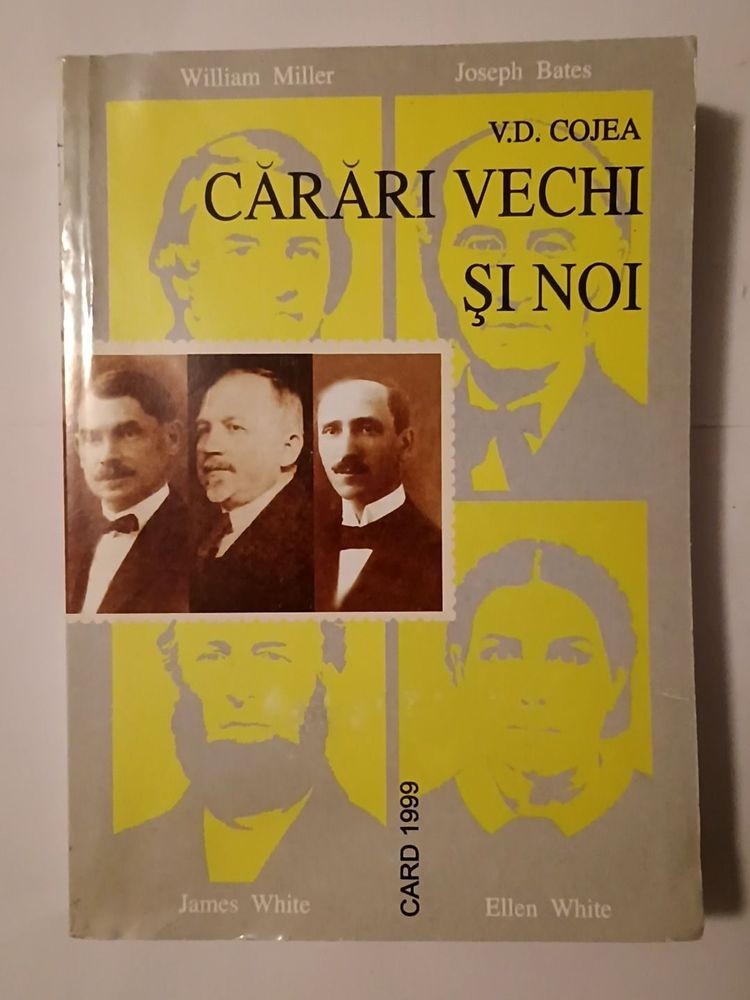 William Miller
Joseph Bates
V.D. COJEA
CĂRĂRI VECHI
ŞI NOI
CARD 1999
James White
Ellen White